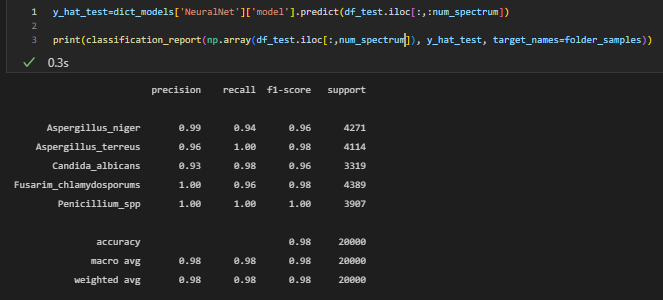 1 y_hat_test=dict_models['NeuralNet']['model'].predict(df_test.iloc[:,:num_spectrum])
2
3 print(classification_report(np.array(df_test.iloc[:,num_spectrum]), y_hat_test, target_names=folder_samples))
✓ 0.3s
precision recall f1-score support
Aspergillus_niger 0.99 0.94 0.96 4271
Aspergillus_terreus 0.96 1.00 0.98 4114
Candida_albicans 0.93 0.98 0.96 3319
Fusarim_chlamydosporums 1.00 0.96 0.98 4389
Penicillium_spp 1.00 1.00 1.00 3907
accuracy 0.98 20000
macro avg 0.98 0.98 0.98 20000
weighted avg 0.98 0.98 0.98 20000